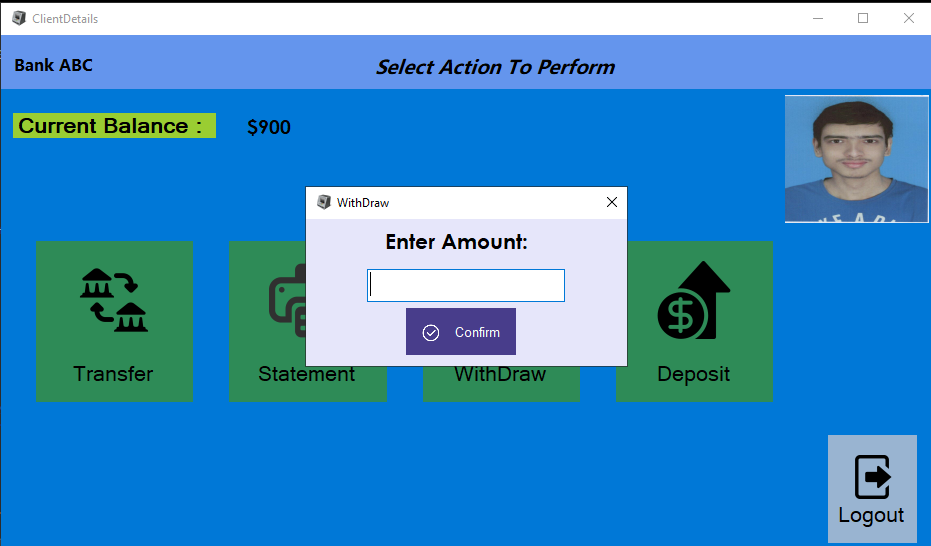 ClientDetails
Bank ABC
Select Action To Perform
Current Balance :
$900
WithDraw
Enter Amount:
Confirm
Transfer
Statement
WithDraw
Deposit
Logout